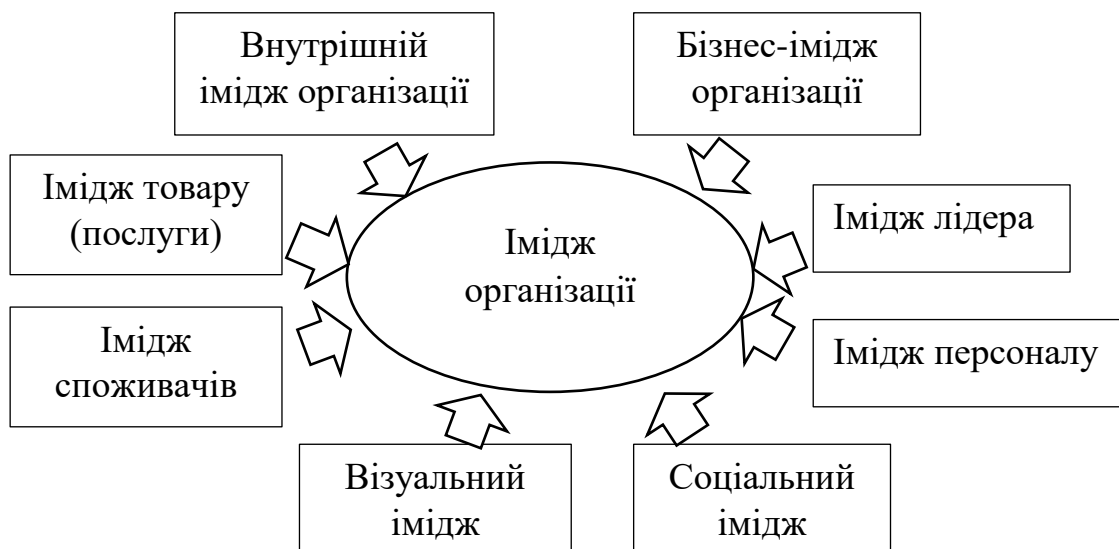 Внутрішній
імідж організації
Бізнес-імідж
організації
Імідж товару
(послуги)
Імідж
організації
Імідж лідера
Імідж
споживачів
Імідж персоналу
Візуальний
імідж
Соціальний
імідж